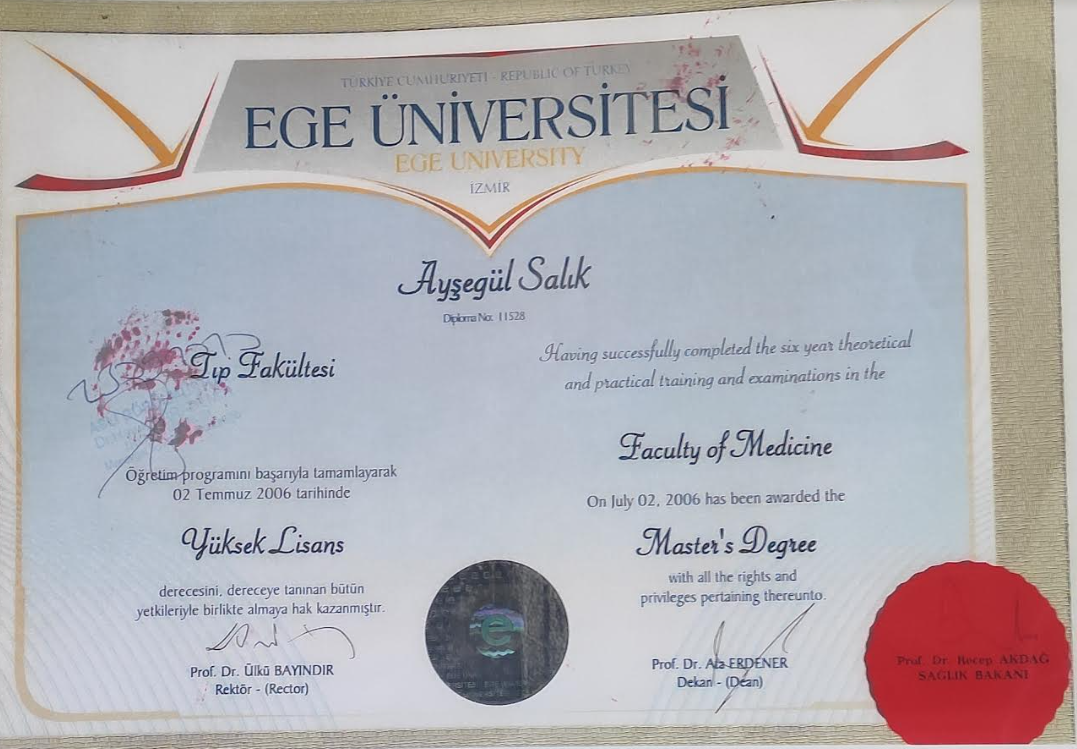 TÜRKİYE CUMHURİYETİ - REPUBLIC OF TURKEY
EGE ÜNİVERSİTESİ
EGE UNIVERSITY
İZMİR
Ayşegül Salık
Diploma No: 11528
Tıp Fakültesi
Öğretim programını başarıyla tamamlayarak
02 Temmuz 2006 tarihinde
Yüksek Lisans
derecesini, dereceye tanınan bütün
yetkileriyle birlikte almaya hak kazanmıştır.
Prof. Dr. Ülkü BAYINDIR
Rektör - (Rector)
Having successfully completed the six year theoretical
and practical training and examinations in the
Faculty of Medicine
On July 02, 2006 has been awarded the
Master's Degree
with all the rights and
privileges pertaining thereunto.
Prof. Dr. Ata ERDENER
Dekan - (Dean)
Prof. Dr. Recep AKDAĞ
SAĞLIK BAKANI